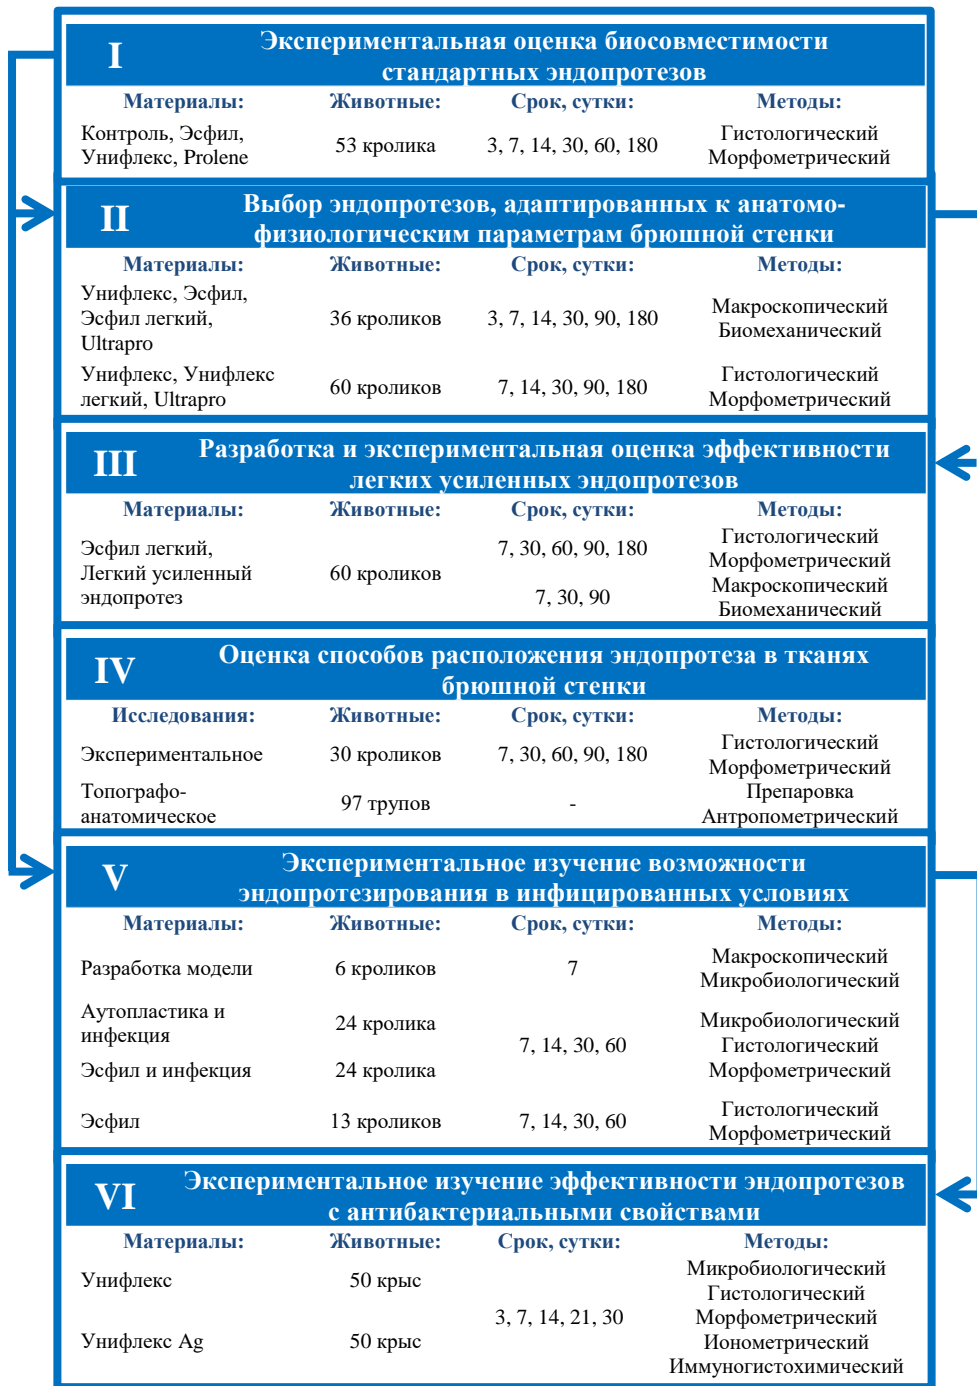 I
Экспериментальная оценка биосовместимости
стандартных эндопротезов
Материалы: Животные: Срок, сутки: Методы:
Контроль, Эсфил,
Унифлекс, Prolene
53 кролика
3, 7, 14, 30, 60, 180
Гистологический
Морфометрический
II
Выбор эндопротезов, адаптированных к анатомо-
физиологическим параметрам брюшной стенки
Материалы: Животные: Срок, сутки: Методы:
Унифлекс, Эсфил,
Эсфил легкий,
Ultrapro
36 кроликов
3, 7, 14, 30, 90, 180
Макроскопический
Биомеханический
Унифлекс, Унифлекс
легкий, Ultrapro
60 кроликов
7, 14, 30, 90, 180
Гистологический
Морфометрический
III
Разработка и экспериментальная оценка эффективности
легких усиленных эндопротезов
Материалы: Животные: Срок, сутки: Методы:
Эсфил легкий,
Легкий усиленный
эндопротез
60 кроликов
7, 30, 60, 90, 180
Гистологический
Морфометрический
7, 30, 90
Макроскопический
Биомеханический
IV
Оценка способов расположения эндопротеза в тканях
брюшной стенки
Исследования: Животные: Срок, сутки: Методы:
Экспериментальное
30 кроликов
7, 30, 60, 90, 180
Гистологический
Морфометрический
Топографо-
анатомическое
97 трупов
-
Препаровка
Антропометрический
V
Экспериментальное изучение возможности
эндопротезирования в инфицированных условиях
Материалы: Животные: Срок, сутки: Методы:
Разработка модели
6 кроликов
7
Макроскопический
Микробиологический
Аутопластика и
инфекция
24 кролика
Эсфил и инфекция
24 кролика
7, 14, 30, 60
Микробиологический
Гистологический
Морфометрический
Эсфил
13 кроликов
7, 14, 30, 60
Гистологический
Морфометрический
VI
Экспериментальное изучение эффективности эндопротезов
с антибактериальными свойствами
Материалы: Животные: Срок, сутки: Методы:
Унифлекс
50 крыс
Унифлекс Ag
50 крыс
3, 7, 14, 21, 30
Микробиологический
Гистологический
Морфометрический
Ионометрический
Иммуногистохимический